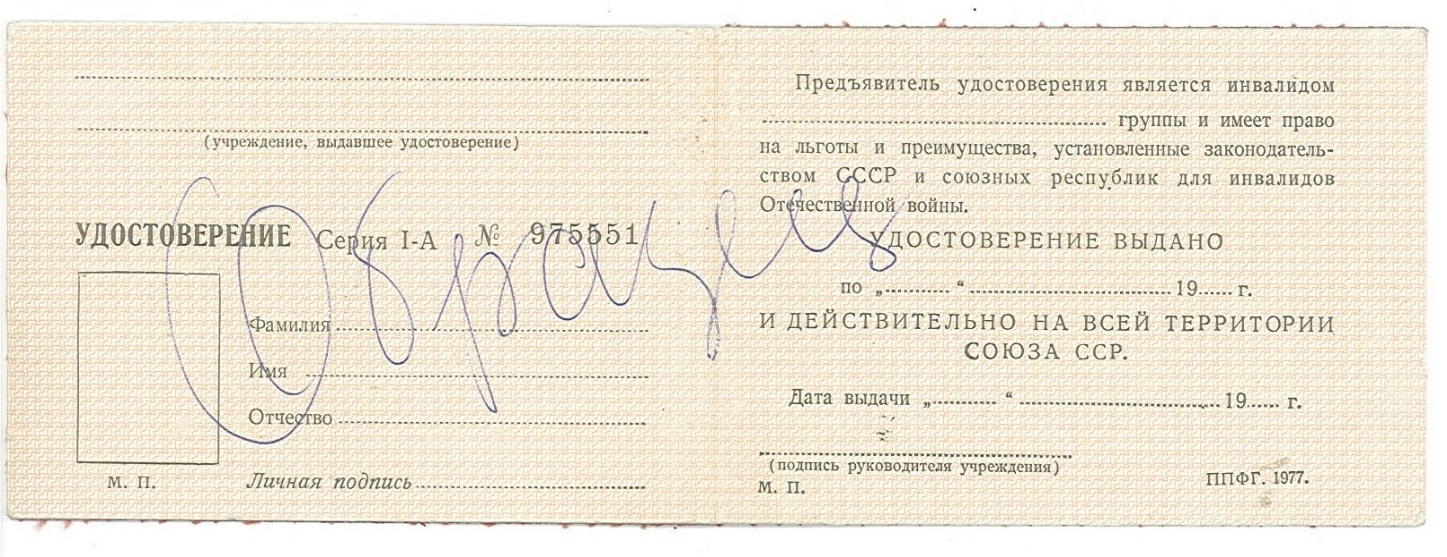 (учреждение, выдавшее удостоверение)
УДОСТОВЕРЕНИЕ Серия I-А № 975551
Образец
Фамилия
Имя
Отчество
М. П.
Личная подпись
Предъявитель удостоверения является инвалидом
группы и имеет право
на льготы и преимущества, установленные законодатель-
ством СССР и союзных республик для инвалидов
Отечественной войны.
УДОСТОВЕРЕНИЕ ВЫДАНО
по „ “ 19 г.
И ДЕЙСТВИТЕЛЬНО НА ВСЕЙ ТЕРРИТОРИИ
СОЮЗА ССР.
Дата выдачи „ “ 19 г.
(подпись руководителя учреждения)
М. П.
ППФГ. 1977.